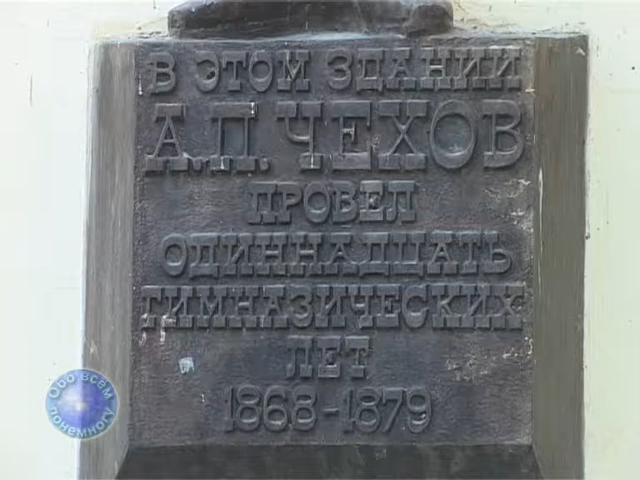 В ЭТОМ ЗДАНИИ
А.П. ЧЕХОВ
ПРОВЕЛ
ОДИННАДЦАТЬ
ГИМНАЗИЧЕСКИХ
ЛЕТ
1868-1879
Обо всём
понемногу